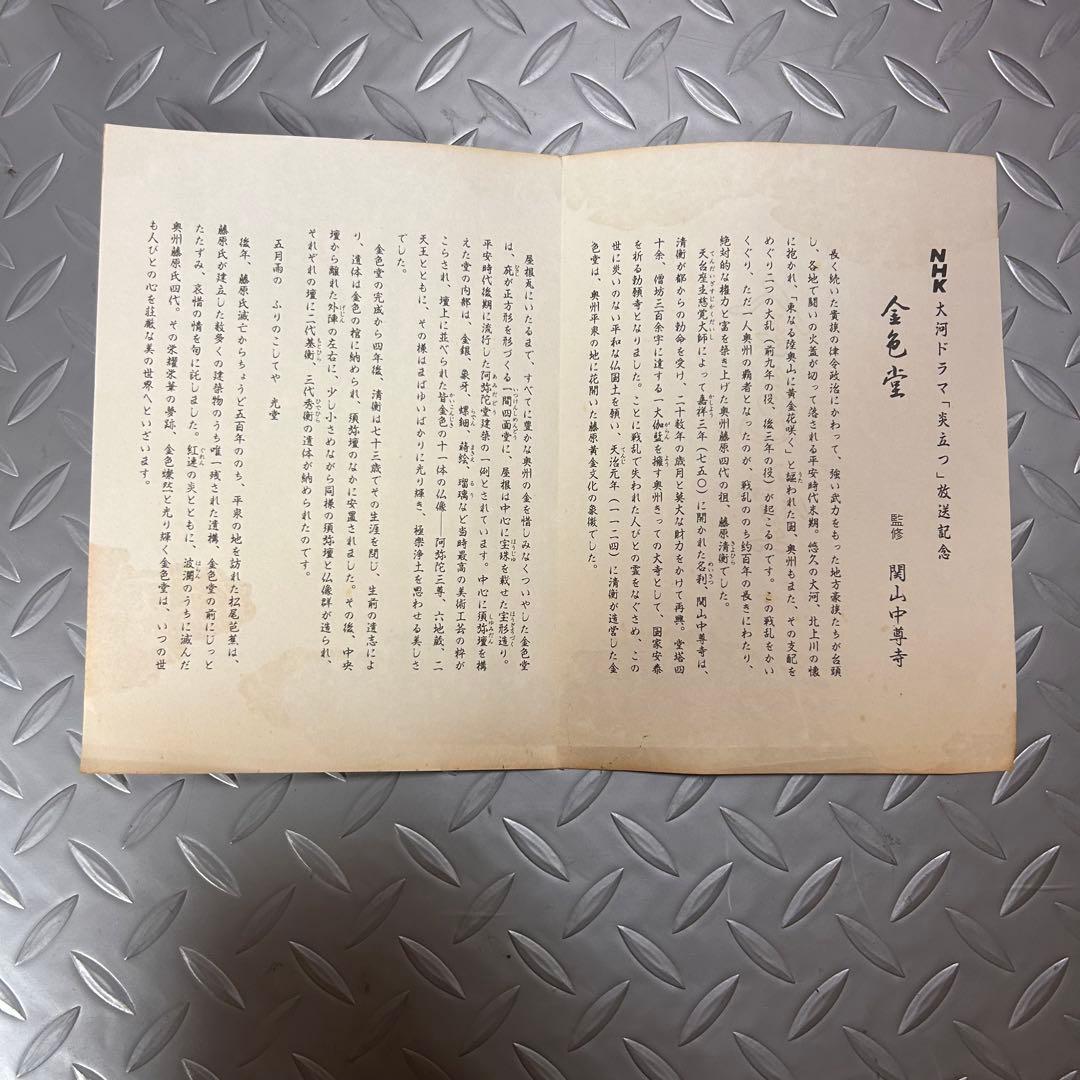 NHK大河ドラマ「炎立つ」放送記念
金色堂 監修 関山中尊寺
長く続いた貴族の律令政治にかわって、強い武力をもった地方豪族たちが台頭
し、各地で闘いの火蓋が切って落される平安時代末期。悠久の大河、北上川の懐
に抱かれ、「東なる陸奥山に黄金花咲く」と謳われた国、奥州もまた、その支配を
めぐり二つの大乱(前九年の役、後三年の役)が起こるのです。この戦乱をかい
くぐり、ただ一人奥州の覇者となったのが、戦乱ののち約百年の長きにわたり、
絶対的な権力と富を築き上げた奥州藤原四代の祖、藤原清衡でした。
天台座主慈覚大師によって嘉祥三年(七五〇)に開かれた名刹、関山中尊寺は、
清衡が都からの勅命を受け、二十数年の歳月と莫大な財力をかけて再興。堂塔四
十余、僧坊三百余宇に達する一大伽藍を擁す奥州きっての大寺として、国家安泰
を祈る勅願寺となりました。ことに戦乱で失われた人びとの霊をなぐさめ、この
世に災いのない平和な仏国土を願い、天治元年(一一二四)に清衡が造営した金
色堂は、奥州平泉の地に花開いた藤原黄金文化の象徴でした。
屋根瓦にいたるまで、すべてに豊かな奥州の金を惜しみなくついやした金色堂
は、庇が正方形を形づくる一間四面堂に、屋根は中心に宝珠を載せた宝形造り。
平安時代後期に流行した阿弥陀堂建築の一例とされています。中心に須弥壇を構
えた堂の内部は、金銀、象牙、螺鈿、蒔絵、瑠璃など当時最高の美術工芸の粋が
こらされ、壇上に並べられた皆金色の十一体の仏像――阿弥陀三尊、六地蔵、二
天王とともに、その様はまばゆいばかりに光り輝き、極楽浄土を思わせる美しさ
でした。
金色堂の完成から四年後、清衡は七十三歳でその生涯を閉じ、生前の遺志によ
り、遺体は金色の棺に納められ、須弥壇のなかに安置されました。その後、中央
壇から離れた外陣の左右に、少し小さめながら同様の須弥壇と仏像群が造られ、
それぞれの壇に二代基衡、三代秀衡の遺体が納められたのです。
五月雨の ふりのこしてや 光堂
後年、藤原氏滅亡からちょうど五百年ののち、平泉の地を訪れた松尾芭蕉は、
藤原氏が建立した数多くの建築物のうち唯一残された遺構、金色堂の前にじっと
たたずみ、哀惜の情を句に託しました。紅蓮の炎とともに、波瀾のうちに滅んだ
奥州藤原氏四代。その栄耀栄華の夢跡、金色燦然と光り輝く金色堂は、いつの世
も人びとの心を荘厳な美の世界へといざいます。